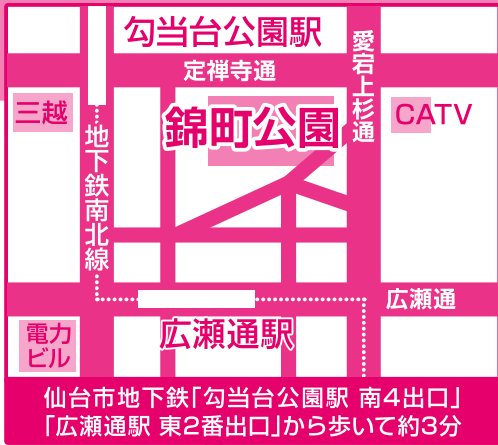 勾当台公園駅
定禅寺通
愛宕上杉通
三越
錦町公園
CATV
地下鉄南北線
広瀬通
広瀬通駅
電力
ビル
仙台市地下鉄｢勾当台公園駅 南4出口｣
｢広瀬通駅 東2番出口｣から歩いて約3分